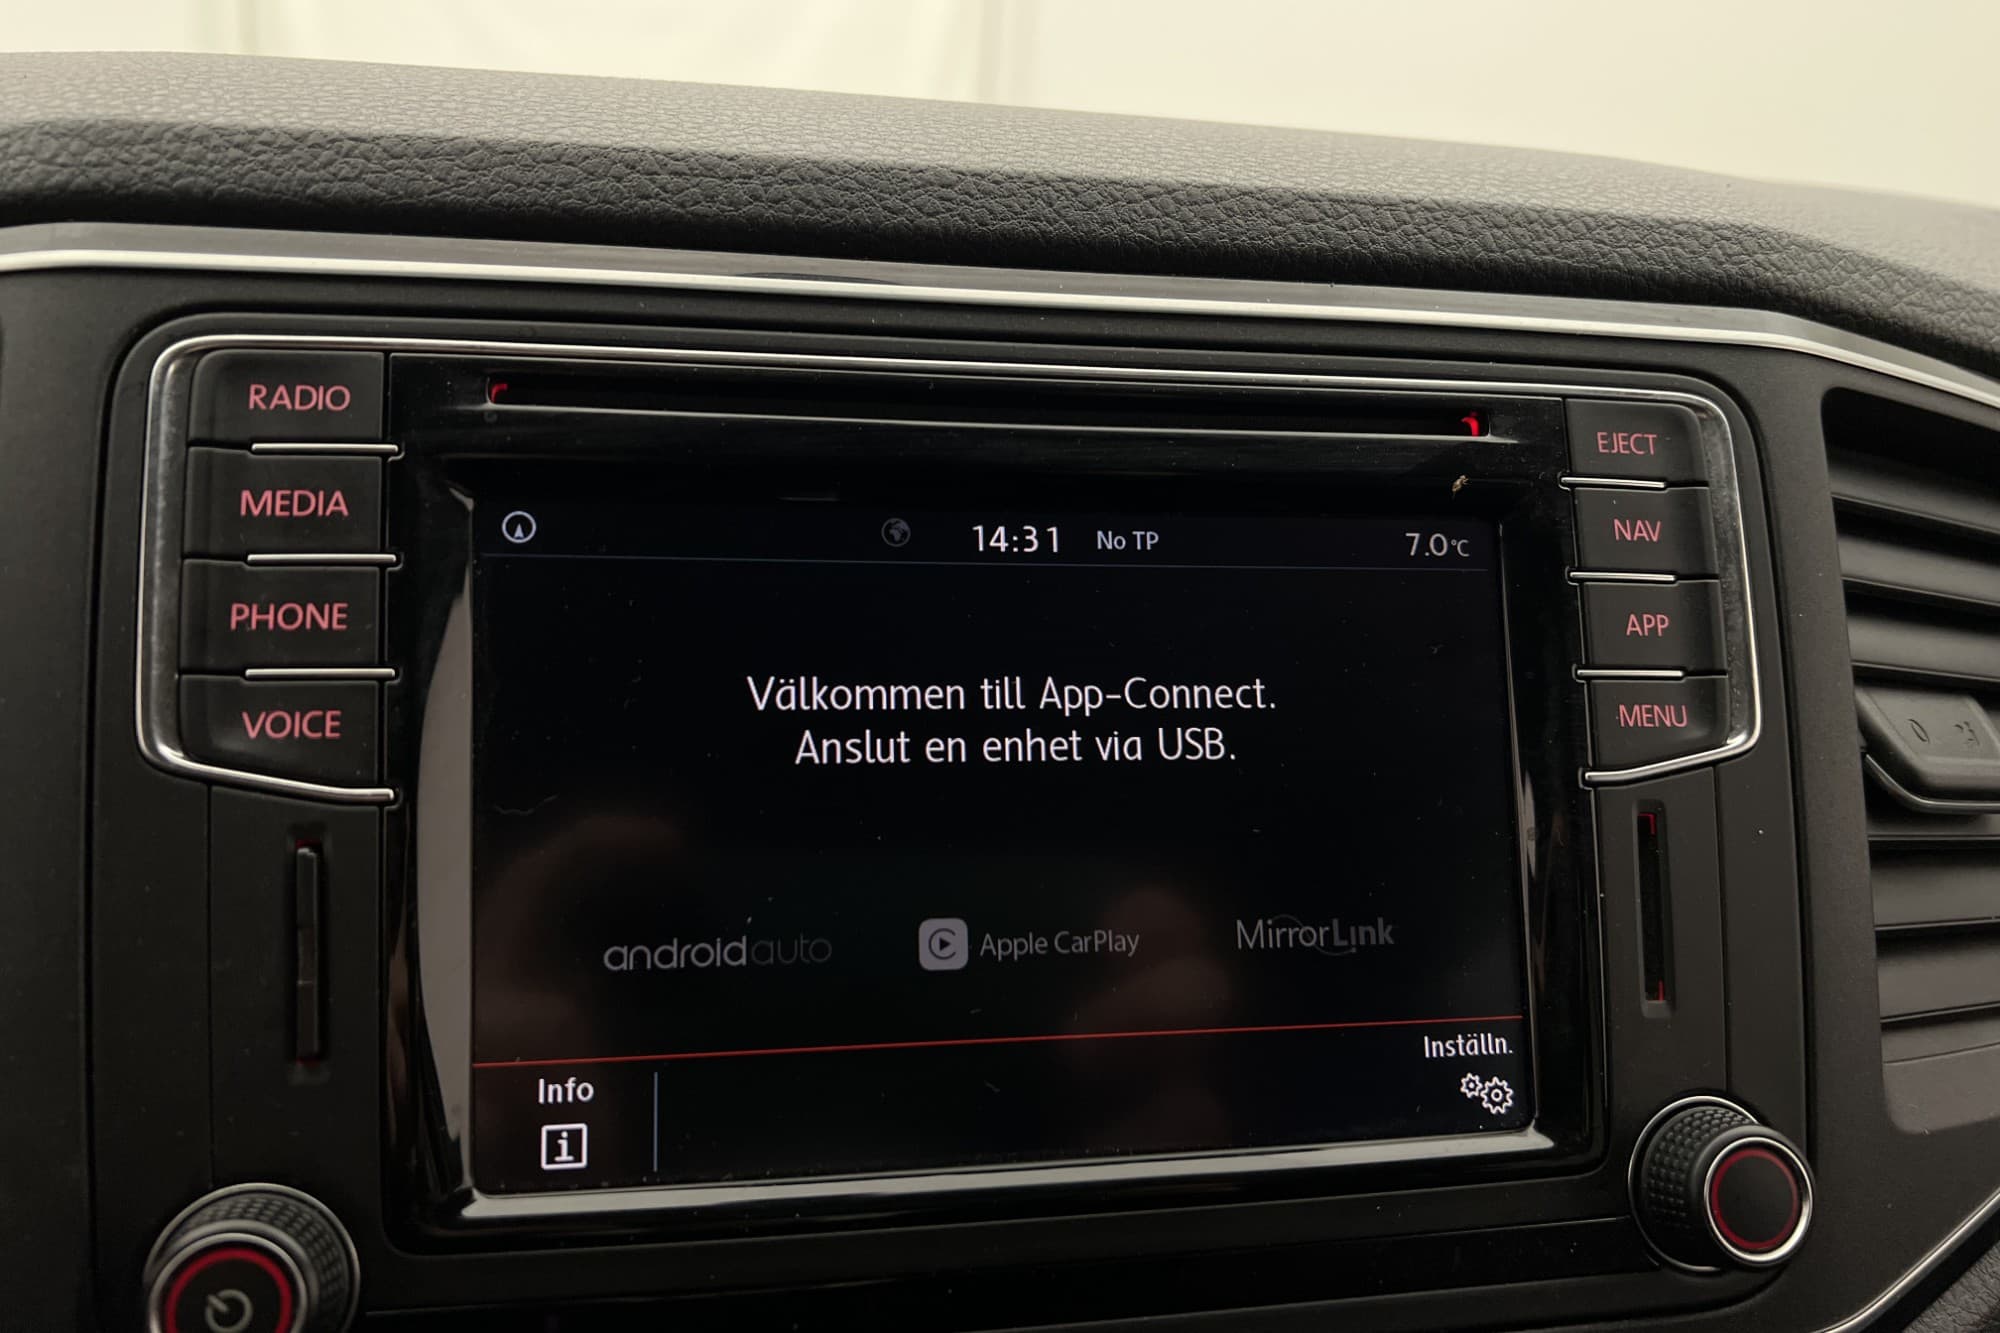 RADIO
MEDIA
PHONE
VOICE
EJECT
NAV
APP
MENU
14:31 No TP 7.0°C
Välkommen till App-Connect.
Anslut en enhet via USB.
androidauto Apple CarPlay MirrorLink
Inställn.
Info
i